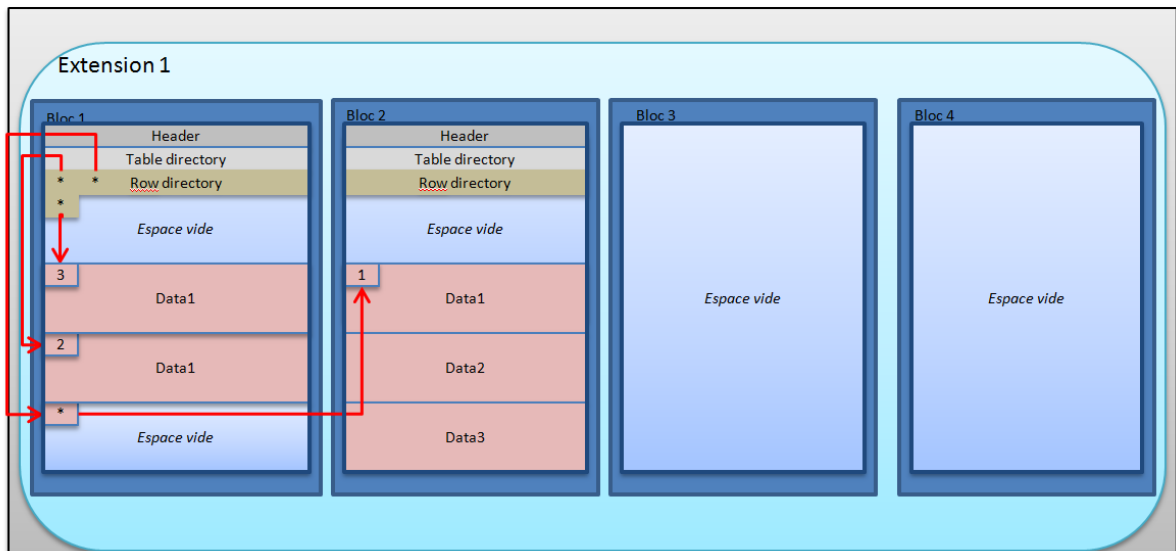 Extension 1
Bloc 1
Header
Table directory
* * Row directory
*
Espace vide
3
Data1
2
Data1
*
Espace vide
Bloc 2
Header
Table directory
Row directory
Espace vide
1
Data1
Data2
Data3
Bloc 3
Espace vide
Bloc 4
Espace vide